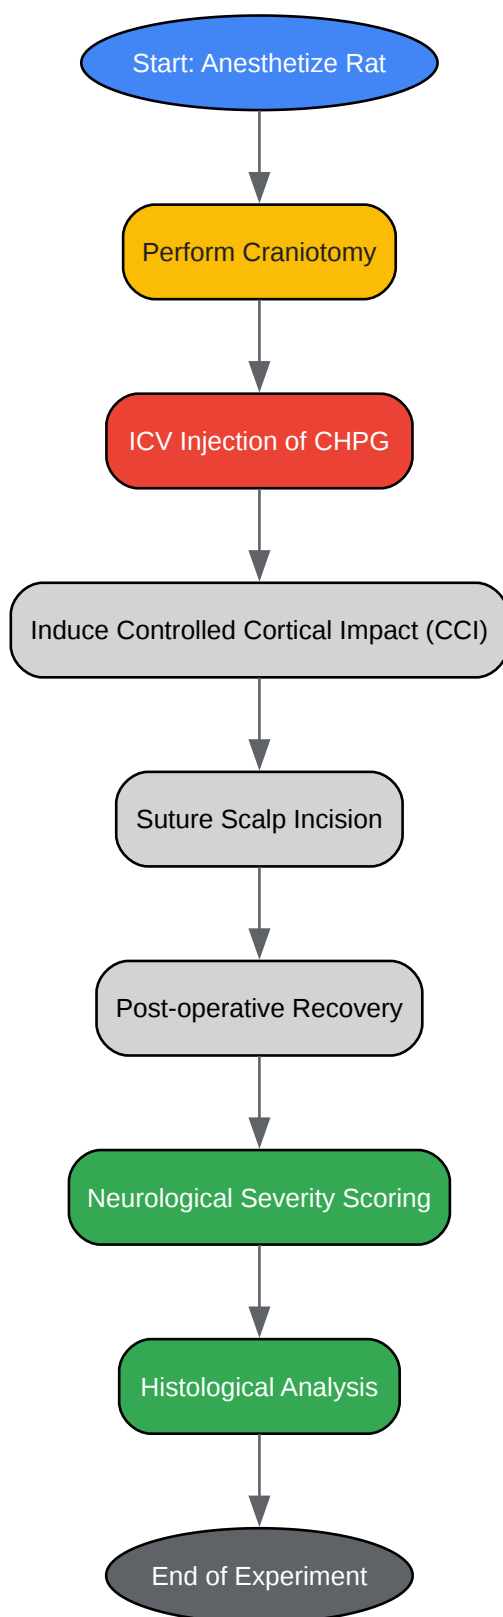 Start: Anesthetize Rat
Perform Craniotomy
ICV Injection of CHPG
Induce Controlled Cortical Impact (CCI)
Suture Scalp Incision
Post-operative Recovery
Neurological Severity Scoring
Histological Analysis
End of Experiment